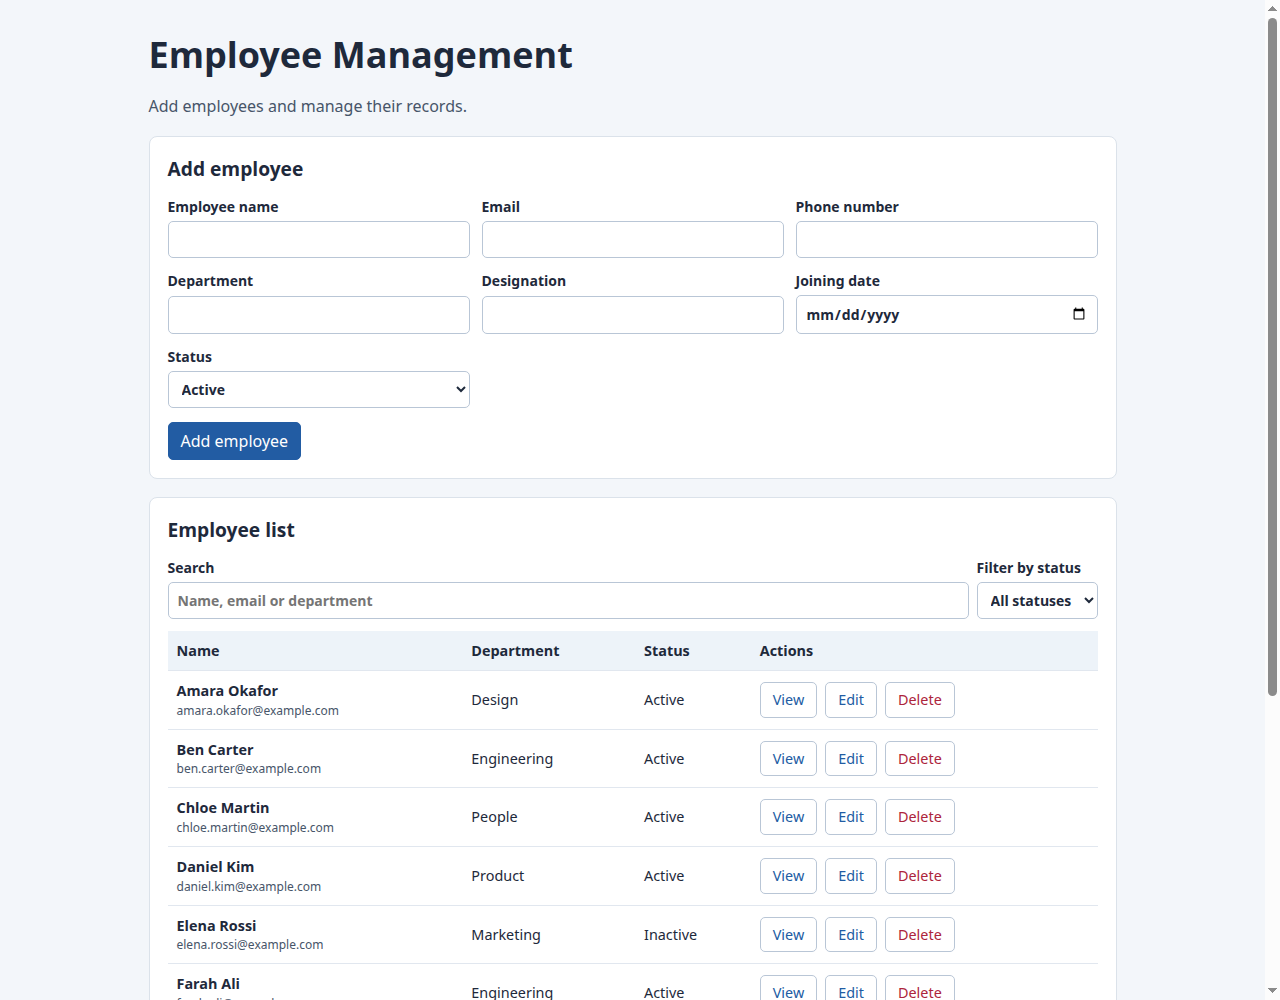 Employee Management
Add employees and manage their records.
Add employee
Employee name Email Phone number
Department Designation Joining date
mm/dd/yyyy
Status
Active
Add employee
Employee list
Search Filter by status
Name, email or department All statuses
Name Department Status Actions
Amara Okafor
amara.okafor@example.com
Design Active View Edit Delete
Ben Carter
ben.carter@example.com
Engineering Active View Edit Delete
Chloe Martin
chloe.martin@example.com
People Active View Edit Delete
Daniel Kim
daniel.kim@example.com
Product Active View Edit Delete
Elena Rossi
elena.rossi@example.com
Marketing Inactive View Edit Delete
Farah Ali
Engineering Active View Edit Delete